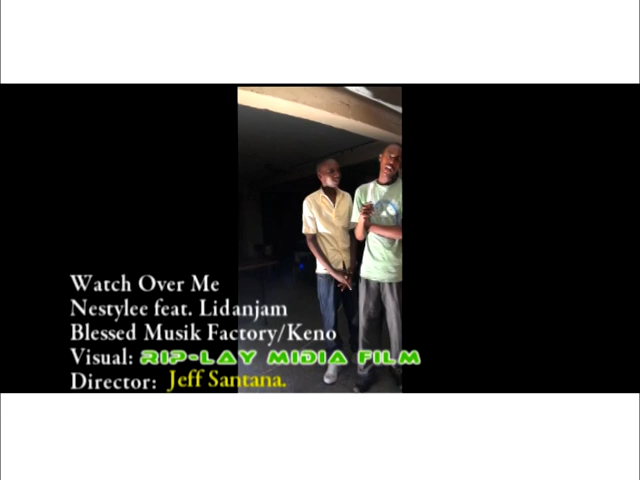 Watch Over Me
Nestylee feat. Lidanjam
Blessed Musik Factory/Keno
Visual: RIP-LAY MIDIA FILM
Director: Jeff Santana.